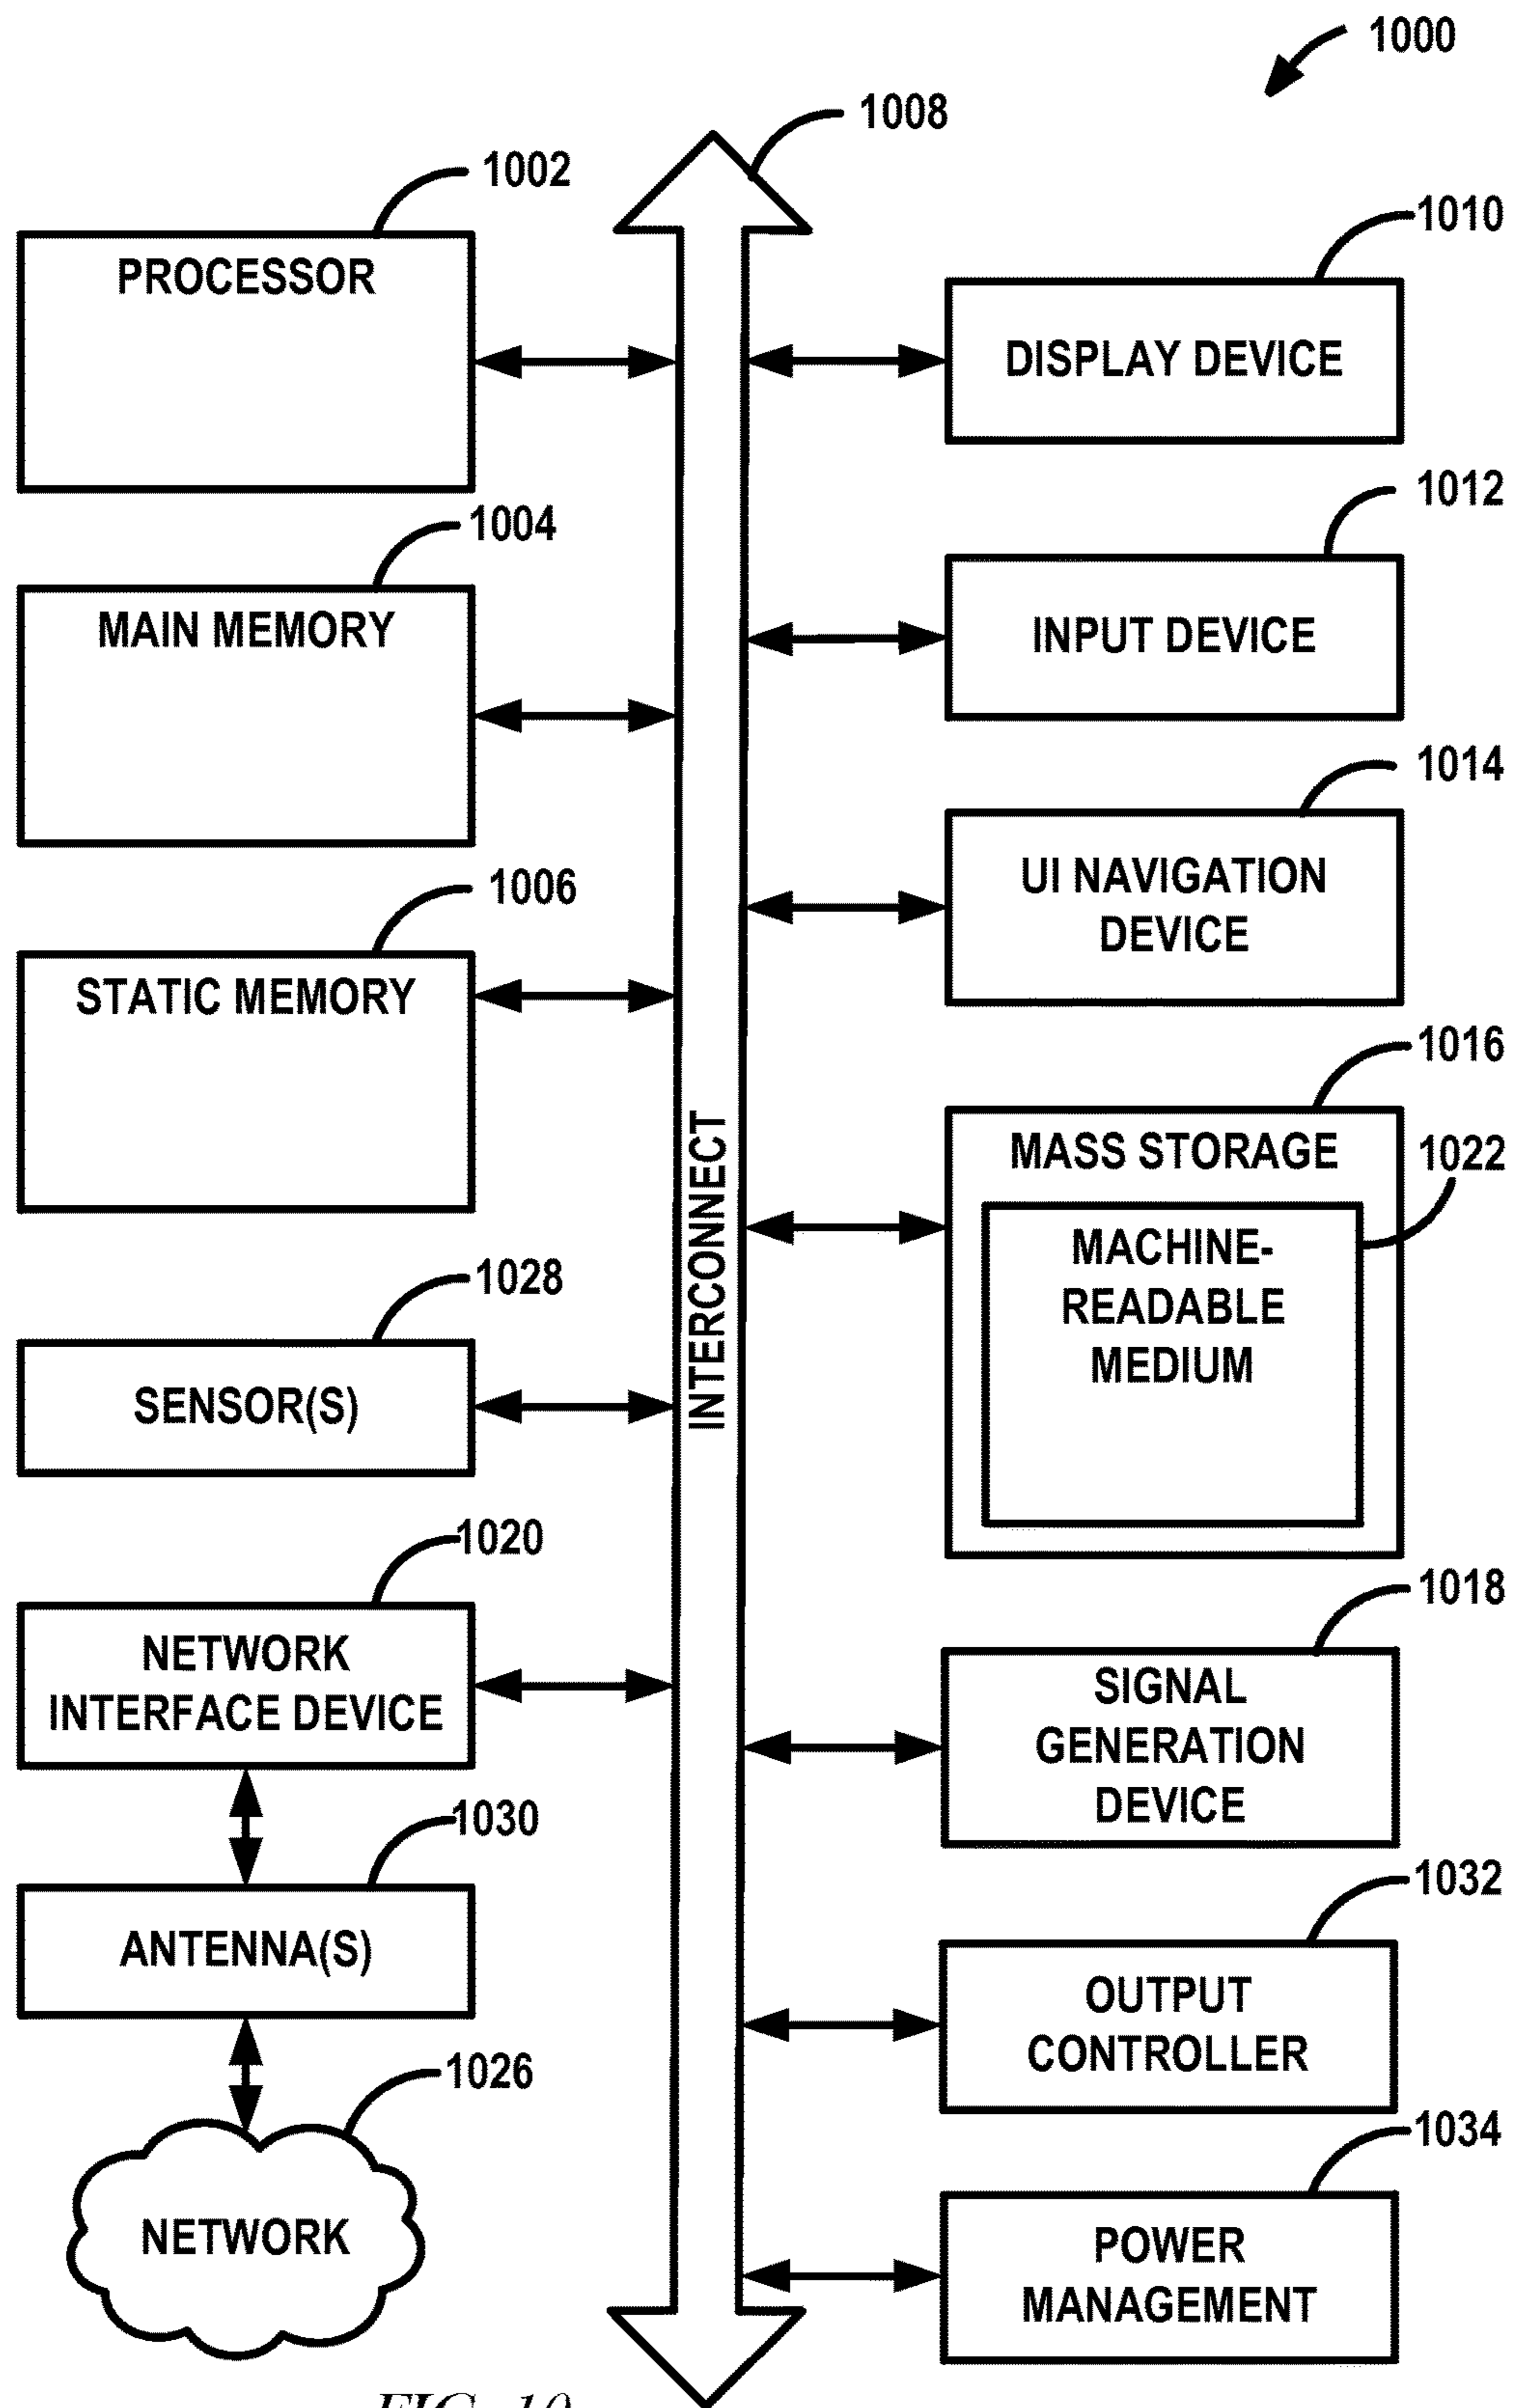 1000
1008
1002
PROCESSOR
1010
DISPLAY DEVICE
1004
MAIN MEMORY
1012
INPUT DEVICE
1014
UI NAVIGATION
DEVICE
1006
STATIC MEMORY
1016
MASS STORAGE
1022
MACHINE-
READABLE
MEDIUM
INTERCONNECT
1028
SENSOR(S)
1020
NETWORK
INTERFACE DEVICE
1018
SIGNAL
GENERATION
DEVICE
1030
ANTENNA(S)
1032
OUTPUT
CONTROLLER
1026
NETWORK
1034
POWER
MANAGEMENT
FIG. 10